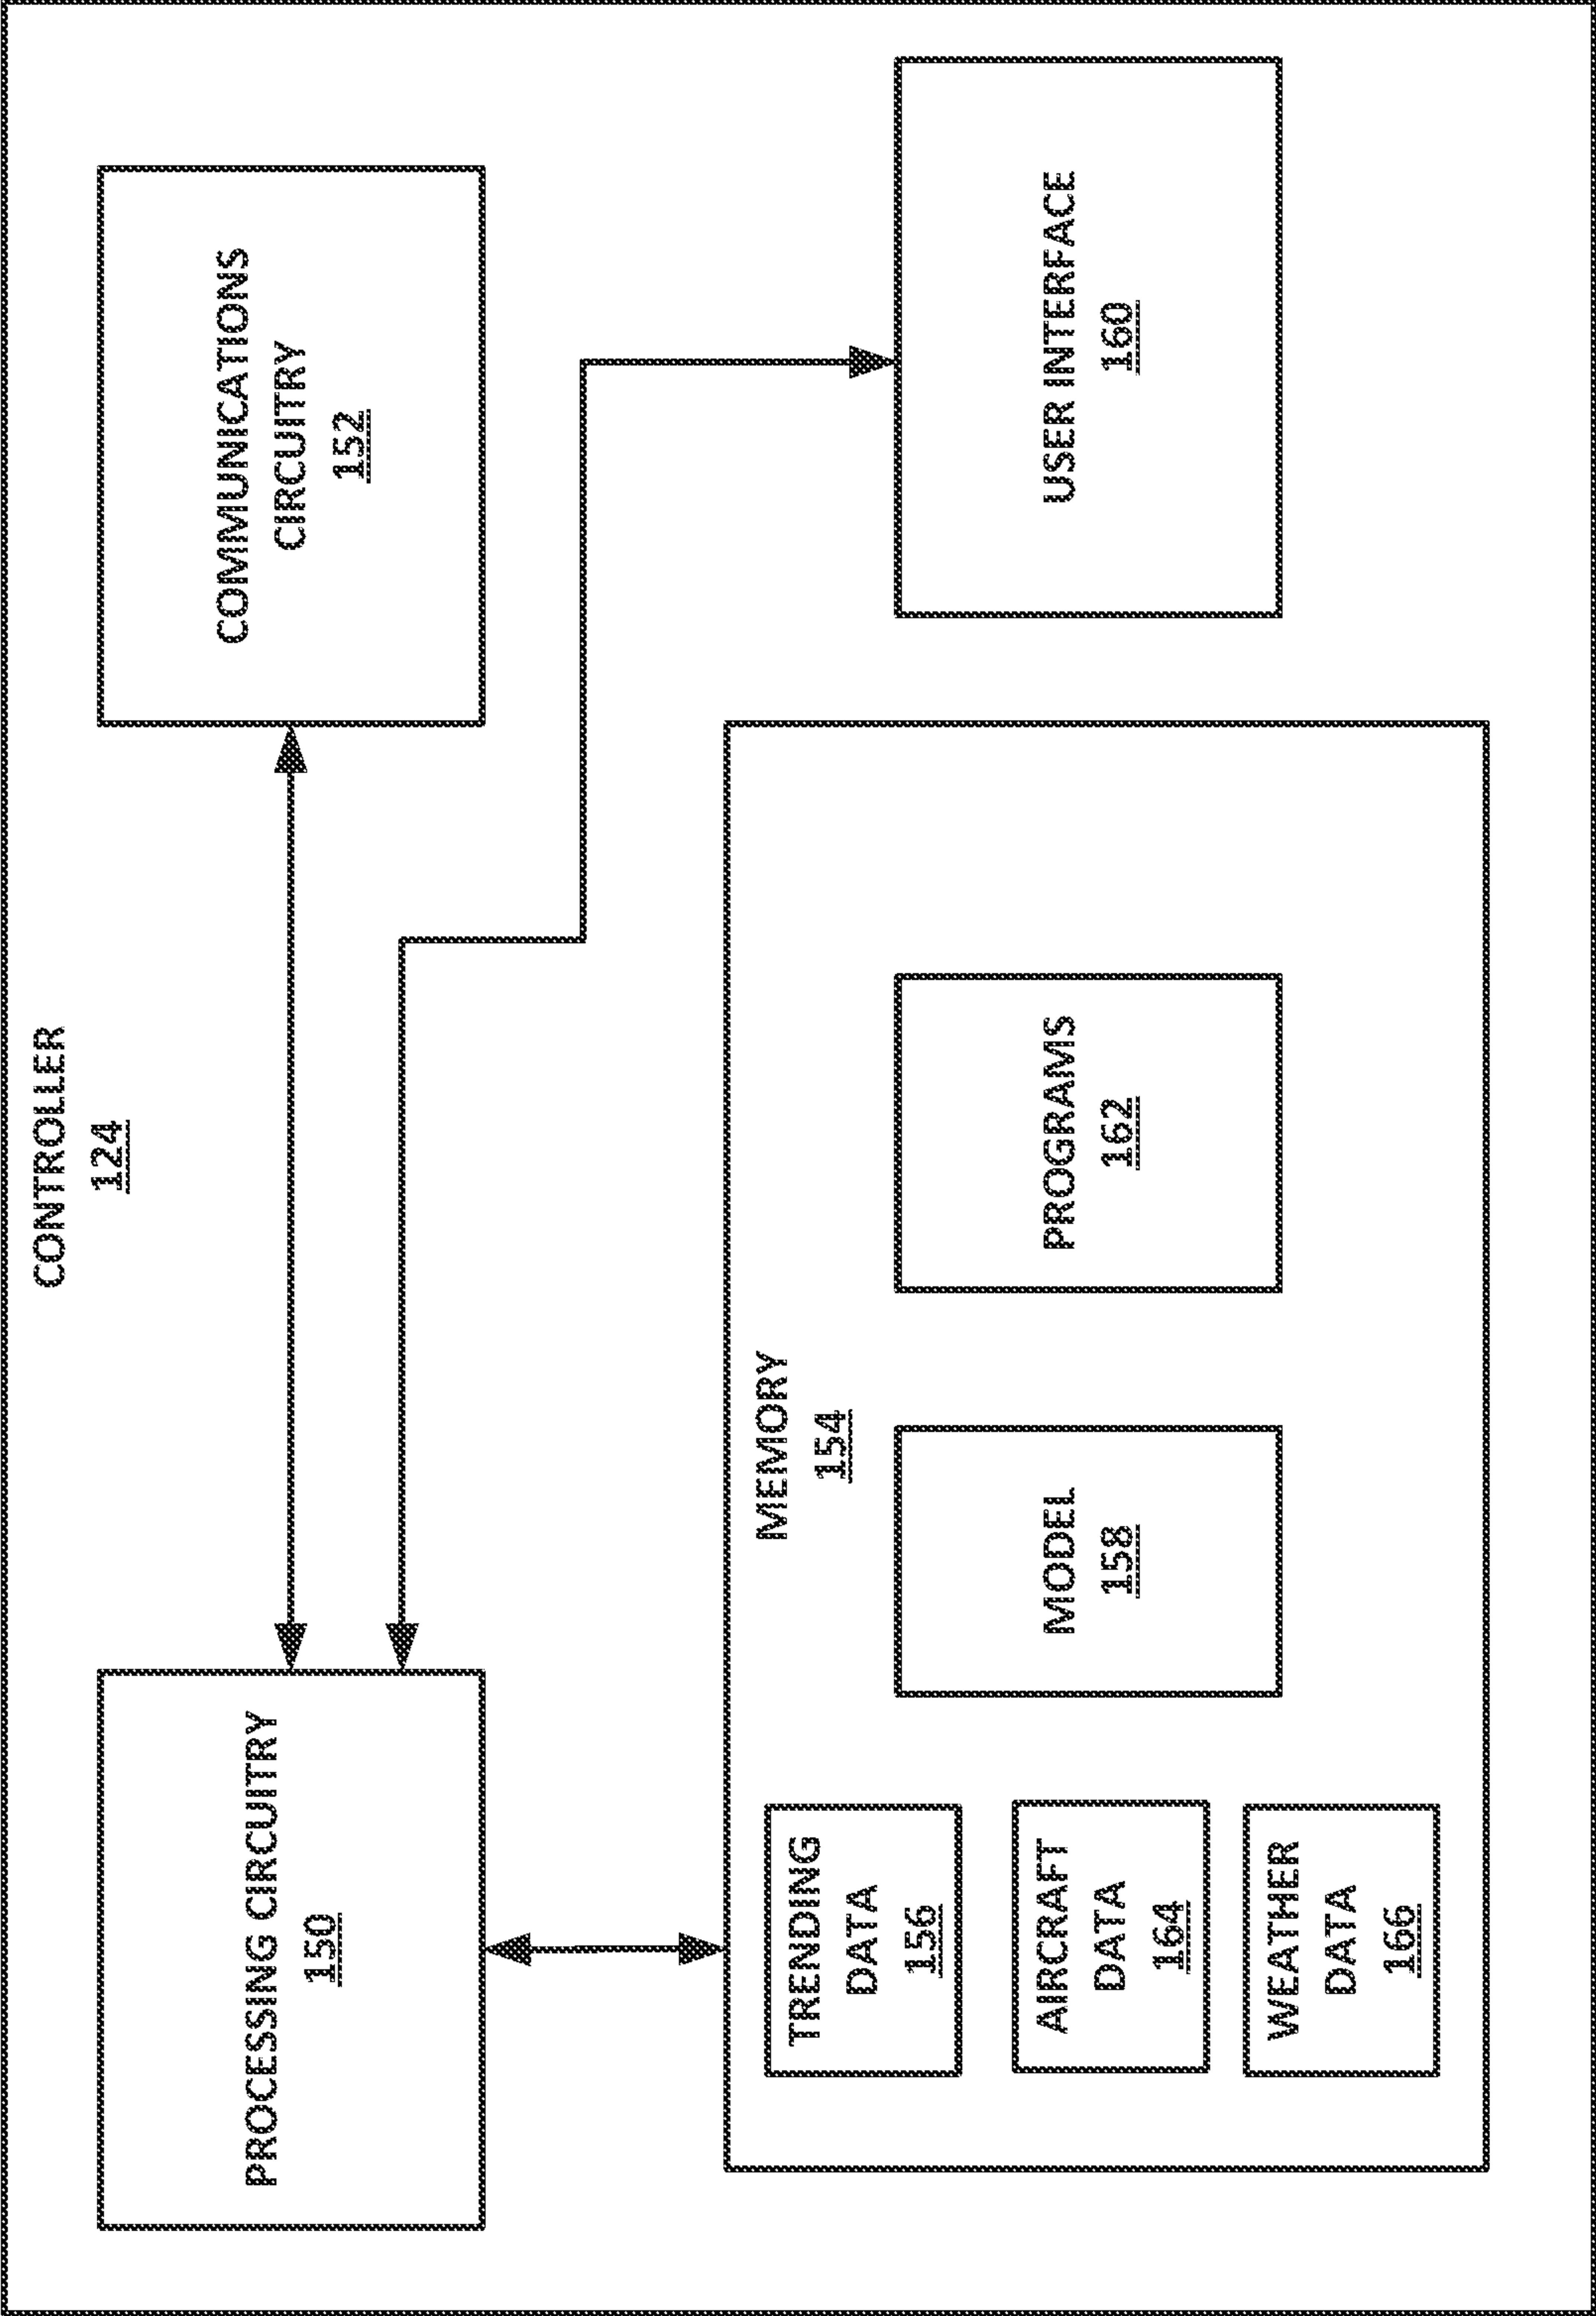 CONTROLLER
124
PROCESSING CIRCUITRY
150
COMMUNICATIONS
CIRCUITRY
152
MEMORY
154
TRENDING
DATA
156
AIRCRAFT
DATA
164
WEATHER
DATA
166
MODEL
158
PROGRAMS
162
USER INTERFACE
160